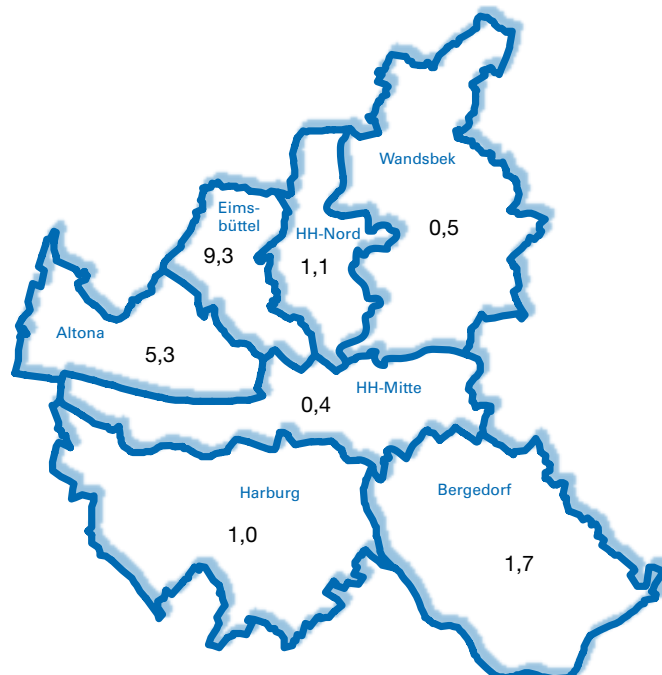 Wandsbek
0,5
Eims-
büttel
9,3
HH-Nord
1,1
Altona
5,3
HH-Mitte
0,4
Harburg
1,0
Bergedorf
1,7